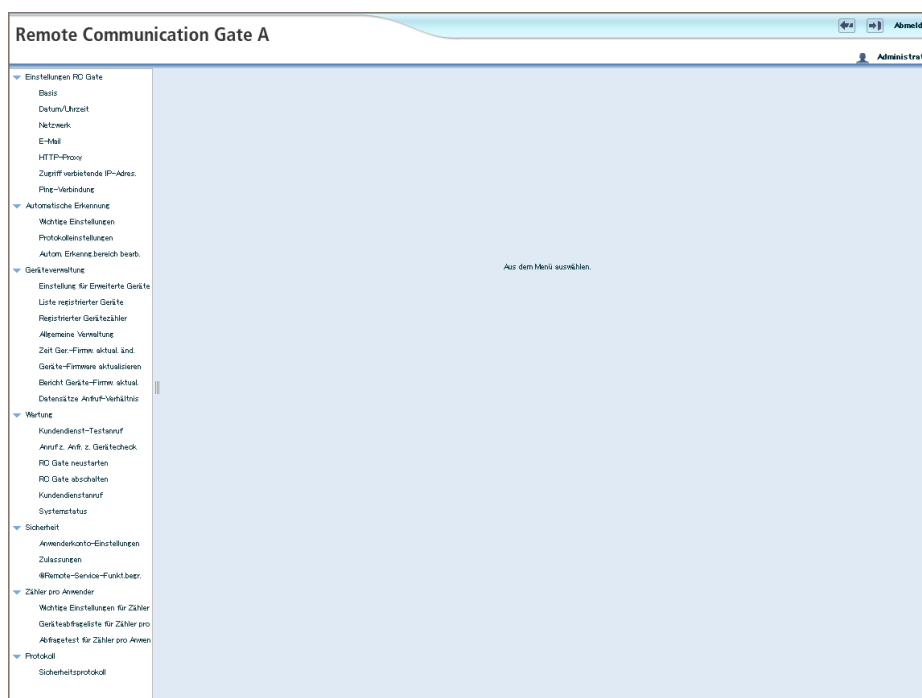 Remote Communication Gate A
Abmeld
Administrat
Einstellungen RC Gate
Basis
Datum/Uhrzeit
Netzwerk
E-Mail
HTTP-Proxy
Zugriff verbietende IP-Adres.
Ping-Verbindung
Automatische Erkennung
Wichtige Einstellungen
Protokolleinstellungen
Autom. Erkenng.bereich bearb.
Geräteverwaltung
Einstellung für Erweiterte Geräte
Liste registrierter Geräte
Registrierter Gerätezähler
Allgemeine Verwaltung
Zeit Ger.-Firmw. aktual. änd.
Geräte-Firmware aktualisieren
Bericht Geräte-Firmw. aktual.
Datensätze Anfruf-Verhältnis
Wartung
Kundendienst-Testanruf
Anruf z. Anfr. z. Gerätecheck
RC Gate neustarten
RC Gate abschalten
Kundendienstanruf
Systemstatus
Sicherheit
Anwenderkonto-Einstellungen
Zulassungen
@Remote-Service-Funkt.begr.
Zähler pro Anwender
Wichtige Einstellungen für Zähler
Geräteabfrageliste für Zähler pro
Abfragetest für Zähler pro Anwen
Protokoll
Sicherheitsprotokoll
Aus dem Menü auswählen.